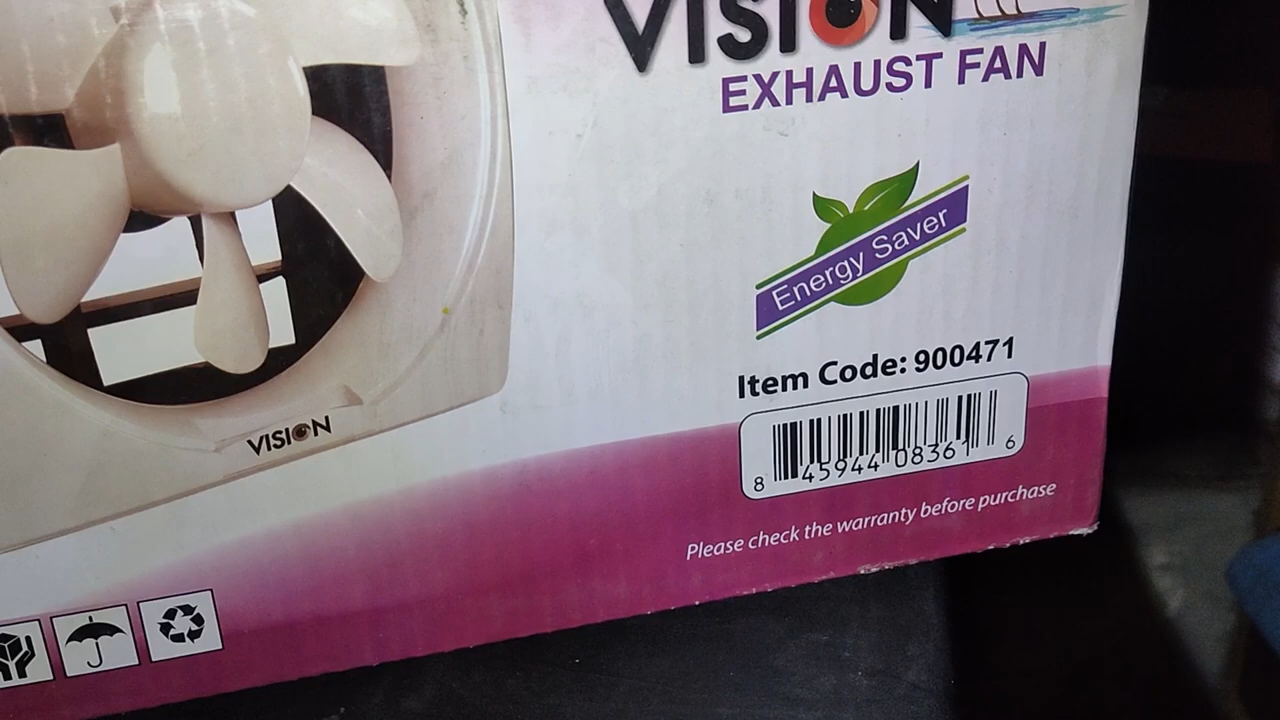 VISION
EXHAUST FAN
Energy Saver
Item Code: 900471
8 45944 08361 6
Please check the warranty before purchase
VISION